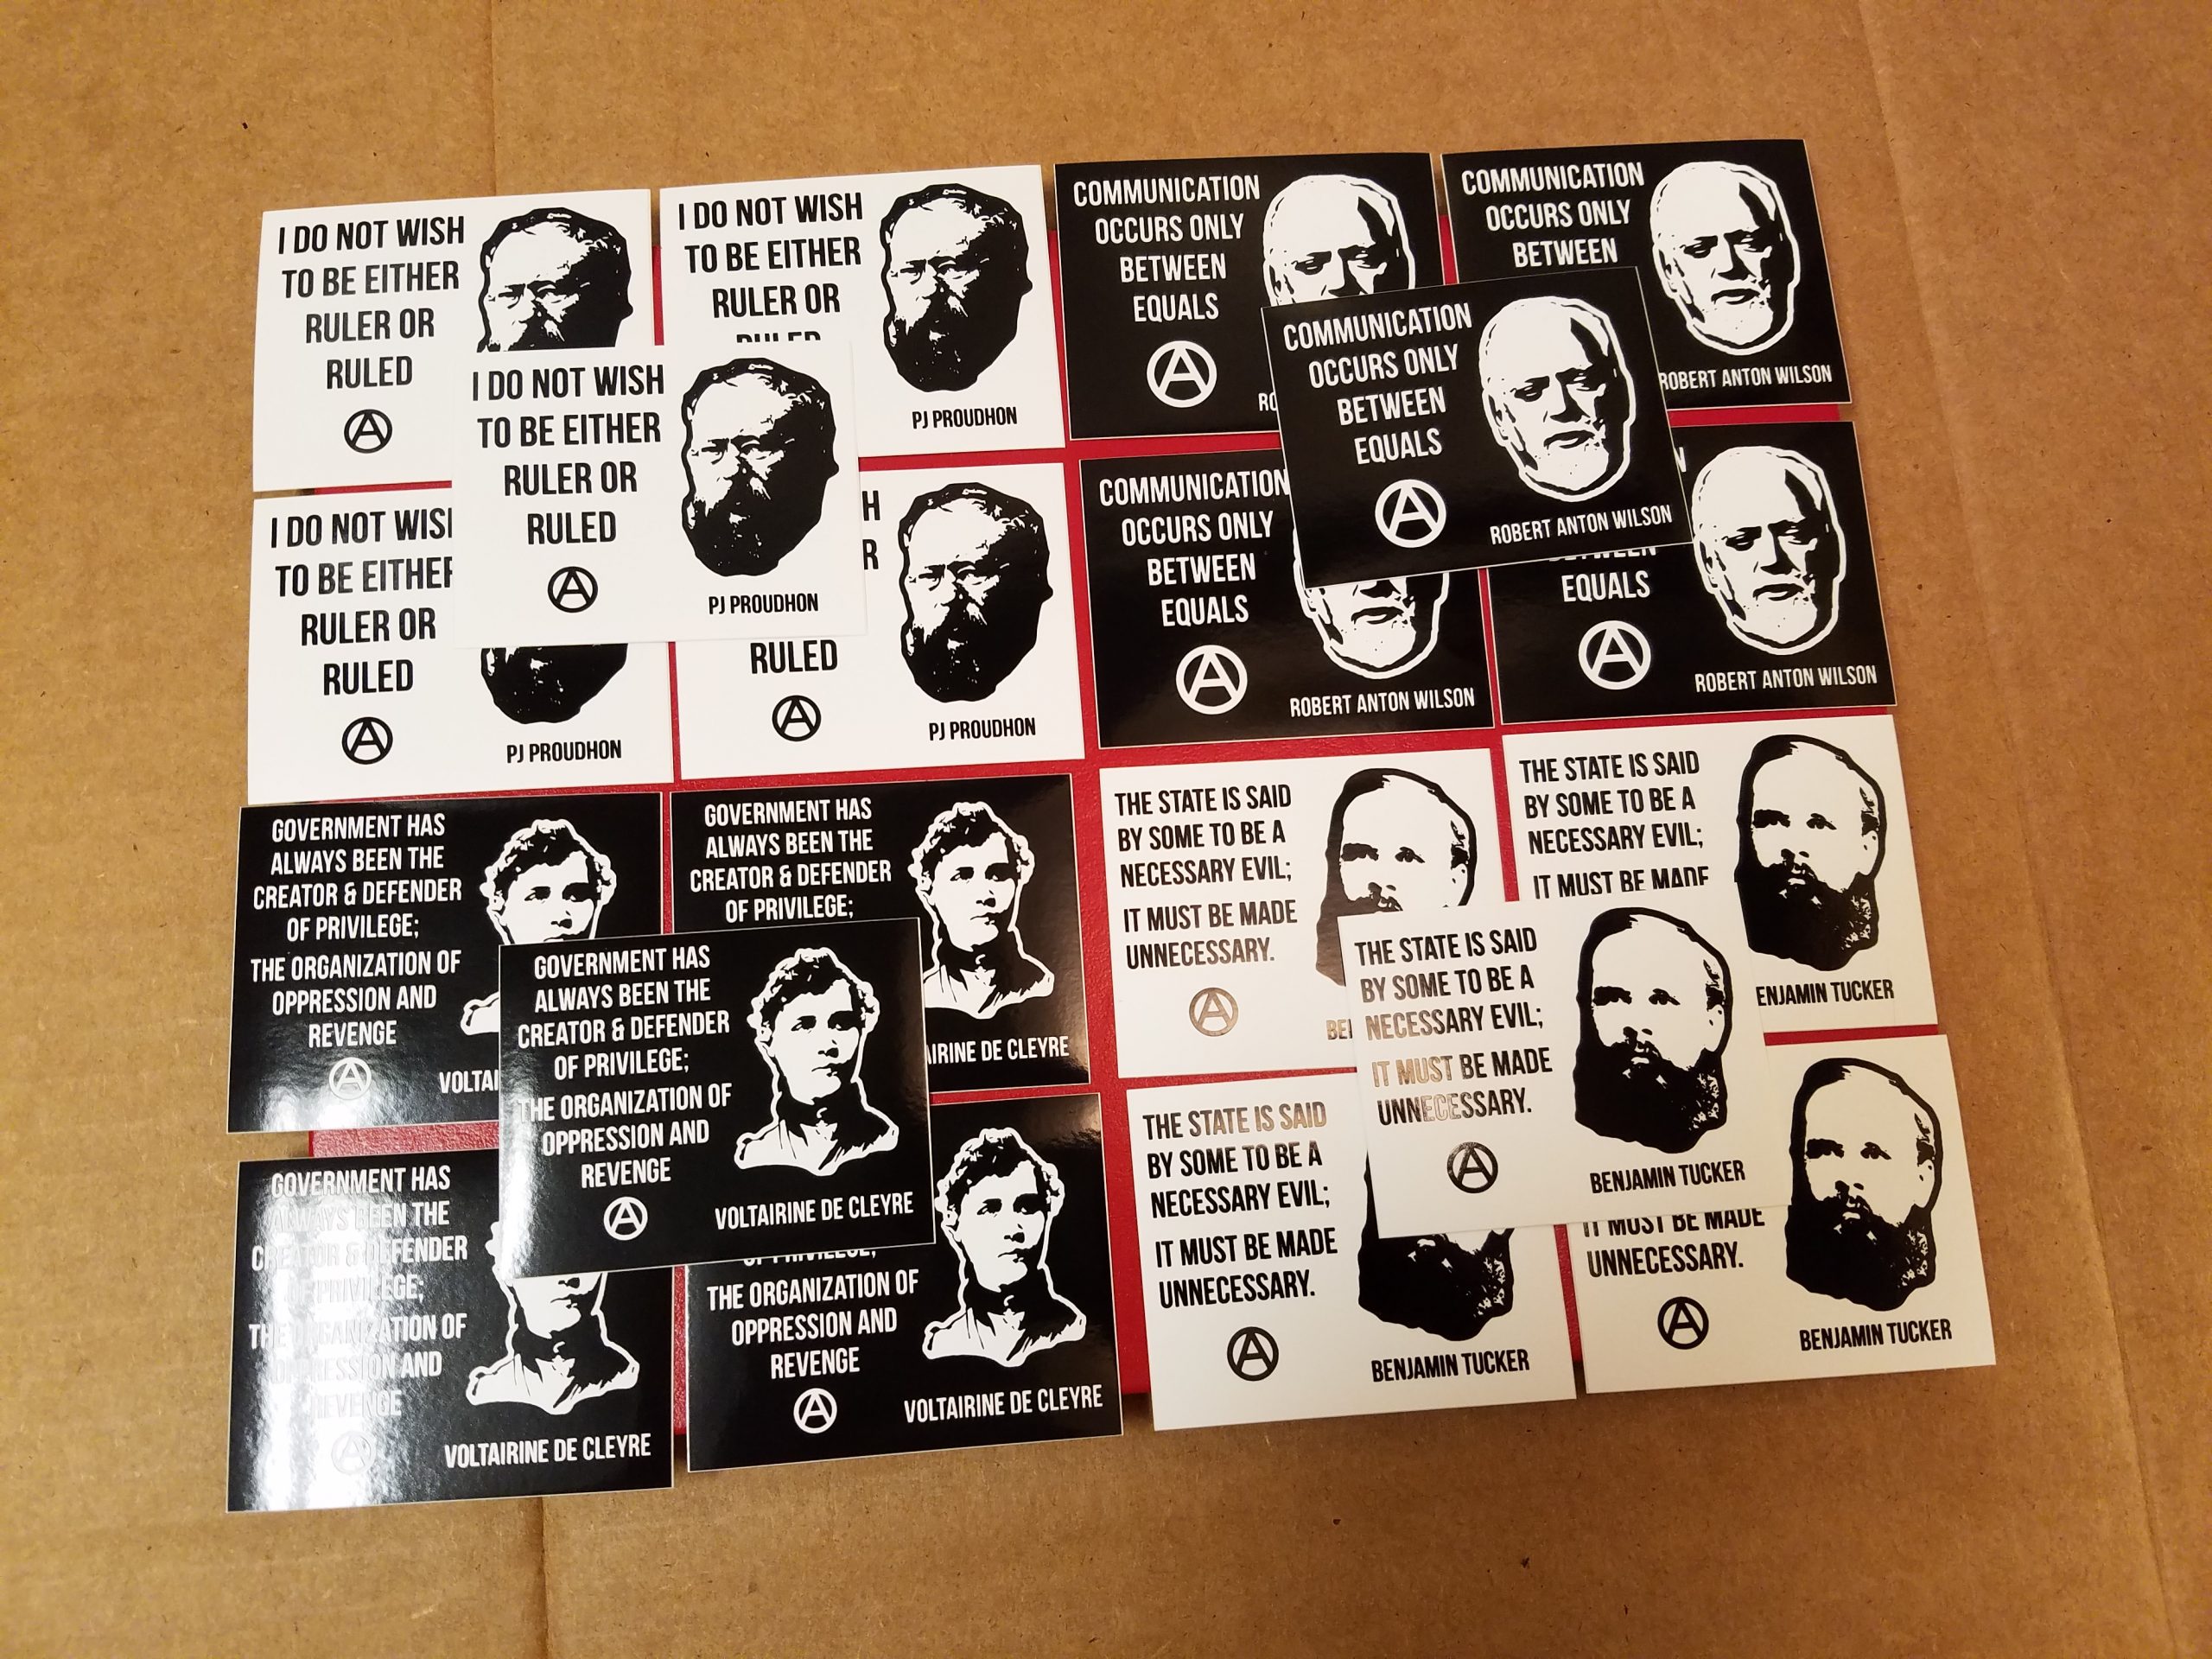 I DO NOT WISH
TO BE EITHER
RULER OR
RULED
I DO NOT WISH
TO BE EITHER
RULER OR
RULED
PJ PROUDHON
COMMUNICATION
OCCURS ONLY
BETWEEN
EQUALS
COMMUNICATION
OCCURS ONLY
BETWEEN
ROBERT ANTON WILSON
I DO NOT WISH
TO BE EITHER
RULER OR
RULED
PJ PROUDHON
COMMUNICATION
OCCURS ONLY
BETWEEN
EQUALS
ROBERT ANTON WILSON
I DO NOT WISH
TO BE EITHER
RULER OR
RULED
PJ PROUDHON
RULED
PJ PROUDHON
COMMUNICATION
OCCURS ONLY
BETWEEN
EQUALS
ROBERT ANTON WILSON
BETWEEN
EQUALS
ROBERT ANTON WILSON
GOVERNMENT HAS
ALWAYS BEEN THE
CREATOR & DEFENDER
OF PRIVILEGE;
THE ORGANIZATION OF
OPPRESSION AND
REVENGE
GOVERNMENT HAS
ALWAYS BEEN THE
CREATOR & DEFENDER
OF PRIVILEGE;
DE CLEYRE
THE STATE IS SAID
BY SOME TO BE A
NECESSARY EVIL;
IT MUST BE MADE
UNNECESSARY.
THE STATE IS SAID
BY SOME TO BE A
NECESSARY EVIL;
IT MUST BE MADE
BENJAMIN TUCKER
GOVERNMENT HAS
ALWAYS BEEN THE
CREATOR & DEFENDER
OF PRIVILEGE;
THE ORGANIZATION OF
OPPRESSION AND
REVENGE
VOLTAIRINE DE CLEYRE
THE STATE IS SAID
BY SOME TO BE A
NECESSARY EVIL;
IT MUST BE MADE
UNNECESSARY.
BENJAMIN TUCKER
GOVERNMENT HAS
ALWAYS BEEN THE
CREATOR & DEFENDER
OF PRIVILEGE;
THE ORGANIZATION OF
OPPRESSION AND
REVENGE
VOLTAIRINE DE CLEYRE
OF PRIVILEGE;
THE ORGANIZATION OF
OPPRESSION AND
REVENGE
VOLTAIRINE DE CLEYRE
THE STATE IS SAID
BY SOME TO BE A
NECESSARY EVIL;
IT MUST BE MADE
UNNECESSARY.
BENJAMIN TUCKER
IT MUST BE MADE
UNNECESSARY.
BENJAMIN TUCKER